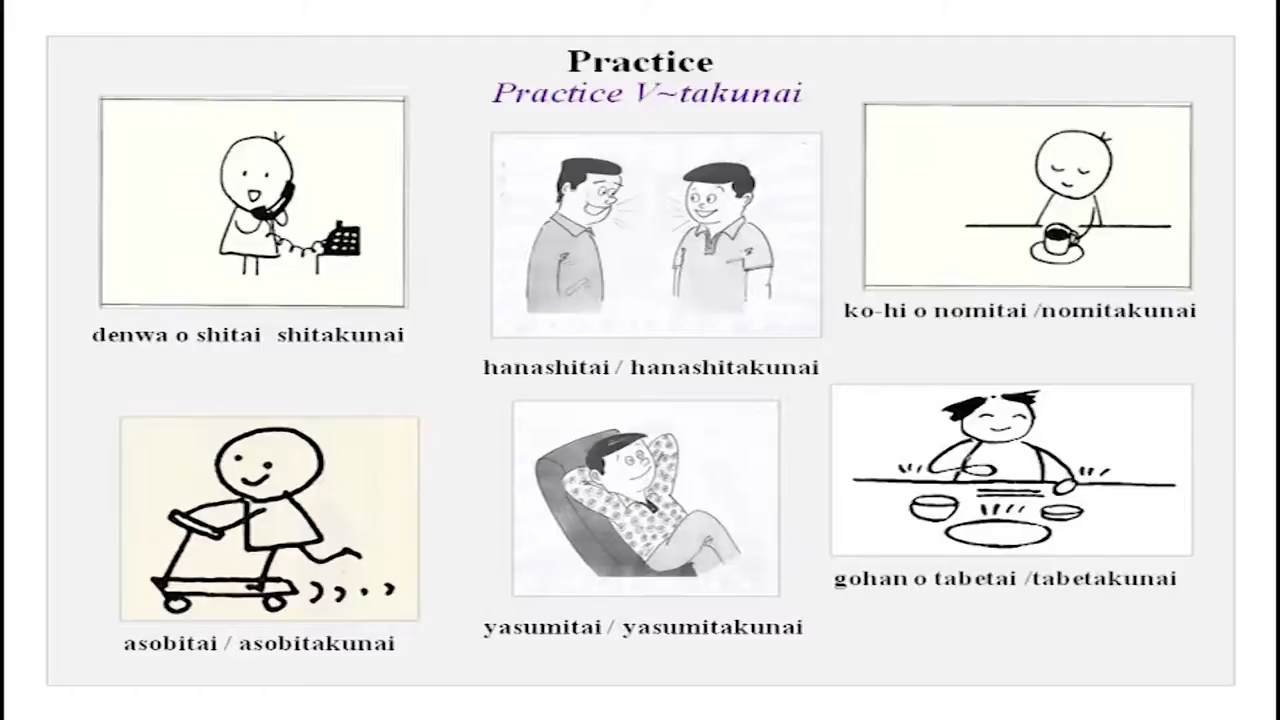 Practice
Practice V~takunai
denwa o shitai shitakunai
hanashitai / hanashitakunai
ko-hi o nomitai /nomitakunai
asobitai / asobitakunai
yasumitai / yasumitakunai
gohan o tabetai /tabetakunai